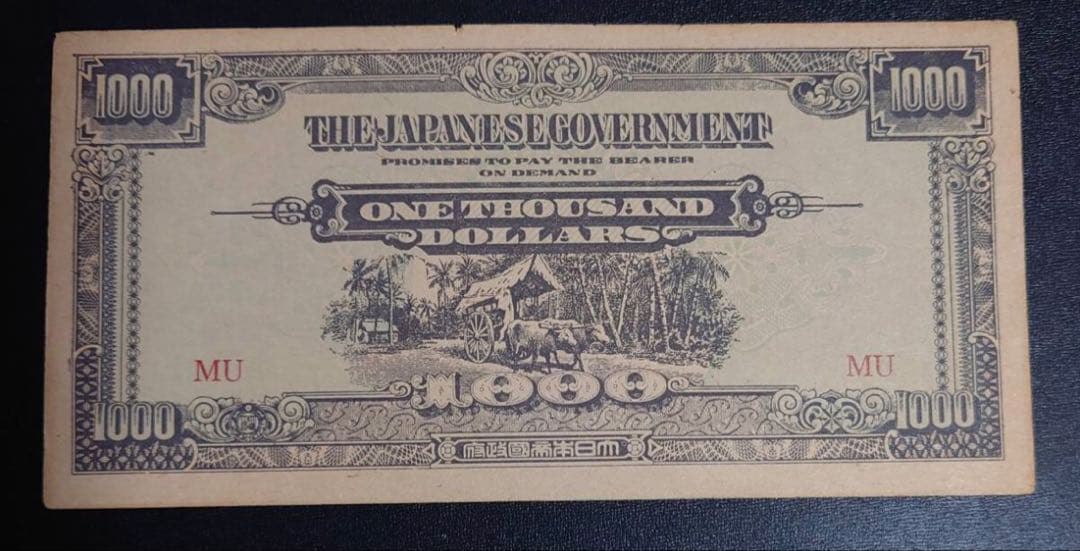 1000 1000
THE JAPANESE GOVERNMENT
PROMISES TO PAY THE BEARER
ON DEMAND
ONE THOUSAND
DOLLARS
MU MU
1000 1000 1000
府政國帝本日大